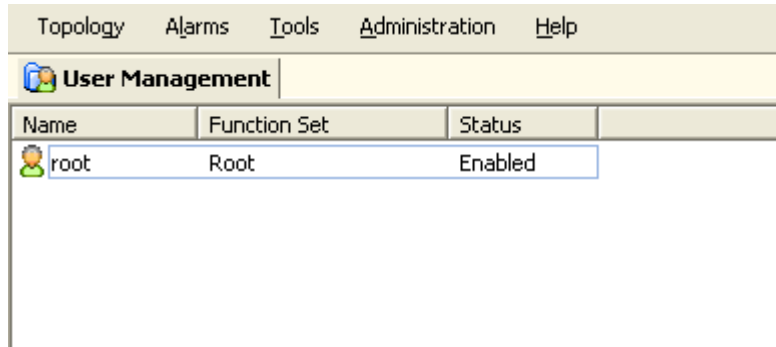 Topology Alarms Tools Administration Help
User Management
Name Function Set Status
root Root Enabled